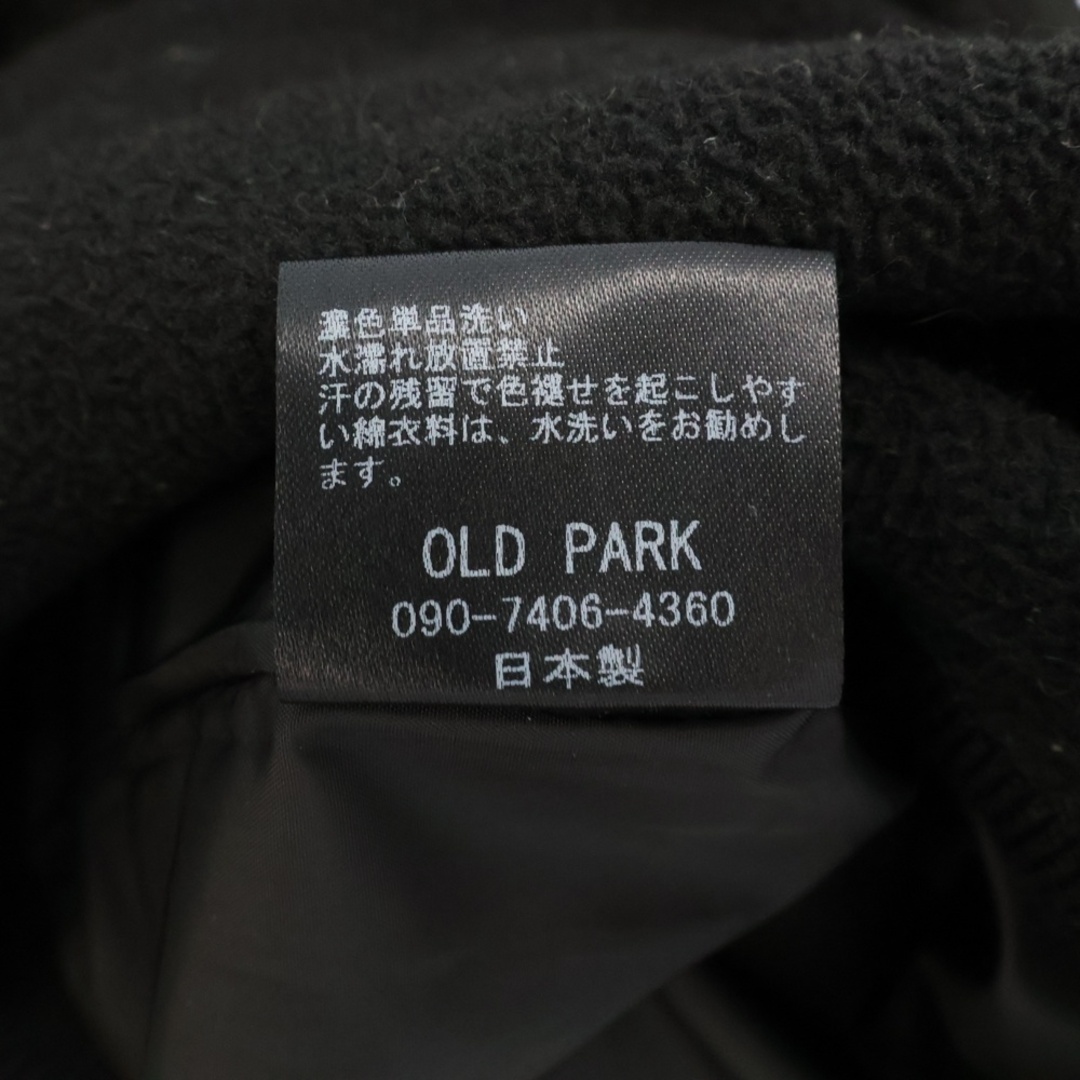 濃色単品洗い
水濡れ放置禁止
汗の残留で色褪せを起こしやす
い綿衣料は、水洗いをお勧めし
ます。
OLD PARK
090-7406-4360
日本製